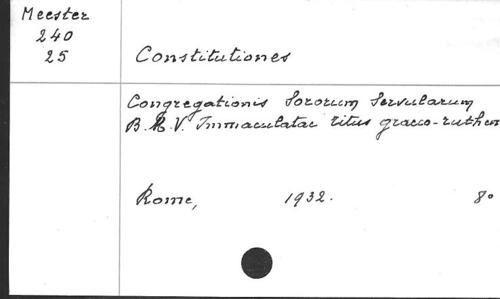 Meester
240
25
Constitutiones
Congregationis Sororum Servularum
B.M.V. Immaculatae ritus graeco-ruthen
Rome, 1932. 8°